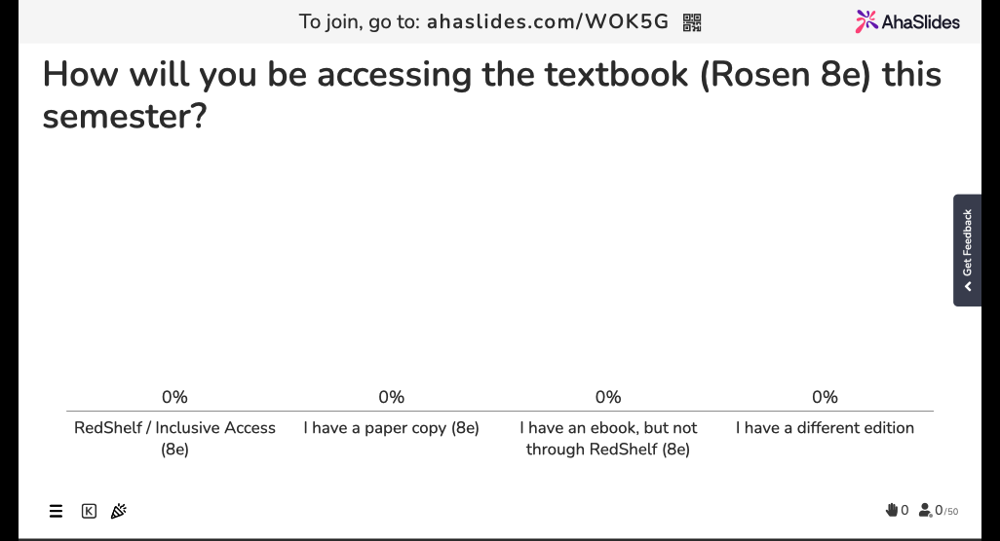 To join, go to: ahaslides.com/WOK5G
AhaSlides
How will you be accessing the textbook (Rosen 8e) this
semester?
Get Feedback
0%
0%
0%
0%
RedShelf / Inclusive Access
(8e)
I have a paper copy (8e)
I have an ebook, but not
through RedShelf (8e)
I have a different edition
K
0
0/50